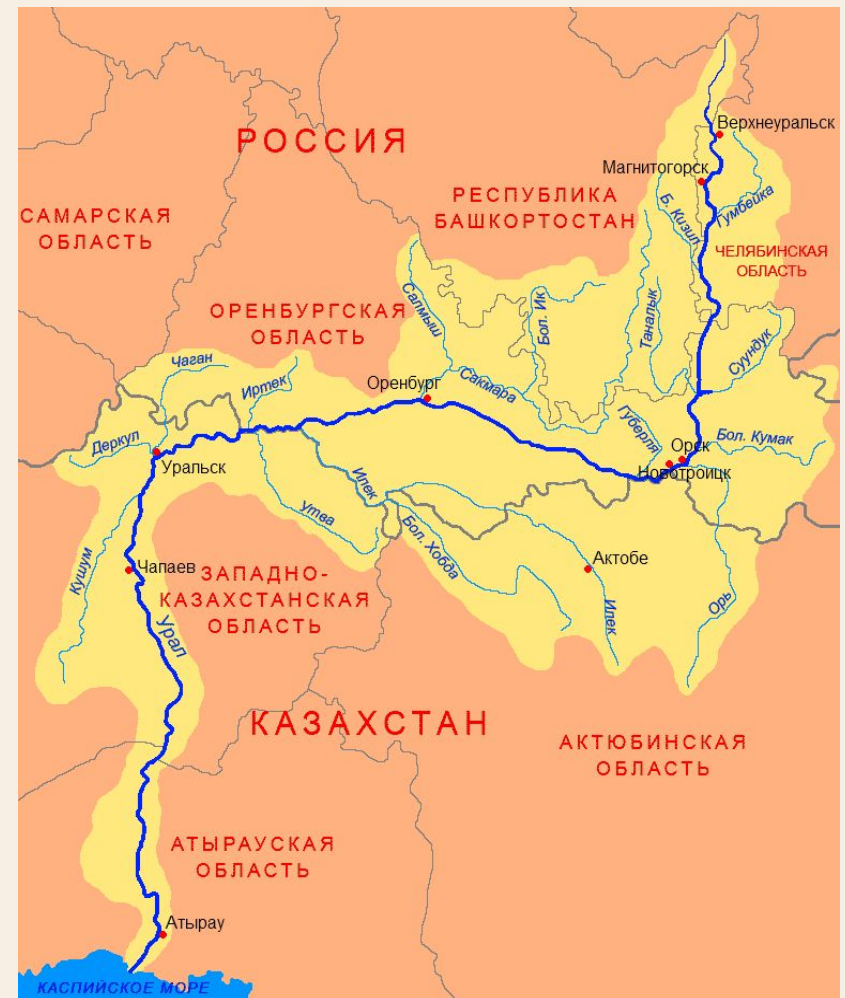 Верхнеуральск
РОССИЯ
Магнитогорск
РЕСПУБЛИКА
БАШКОРТОСТАН
Б. Кизил
Гумбейка
САМАРСКАЯ
ОБЛАСТЬ
ЧЕЛЯБИНСКАЯ
ОБЛАСТЬ
ОРЕНБУРГСКАЯ
ОБЛАСТЬ
Салмыш
Бол. Ик
Таналык
Суундук
Чаган
Иртек
Оренбург
Сакмара
Губерля
Орск
Бол. Кумак
Новотроицк
Деркул
Уральск
Илек
Утва
Бол. Хобда
Кушум
Чапаев
ЗАПАДНО-
КАЗАХСТАНСКАЯ
ОБЛАСТЬ
Актобе
Илек
Орь
Урал
КАЗАХСТАН
АКТЮБИНСКАЯ
ОБЛАСТЬ
АТЫРАУСКАЯ
ОБЛАСТЬ
Атырау
КАСПИЙСКОЕ МОРЕ